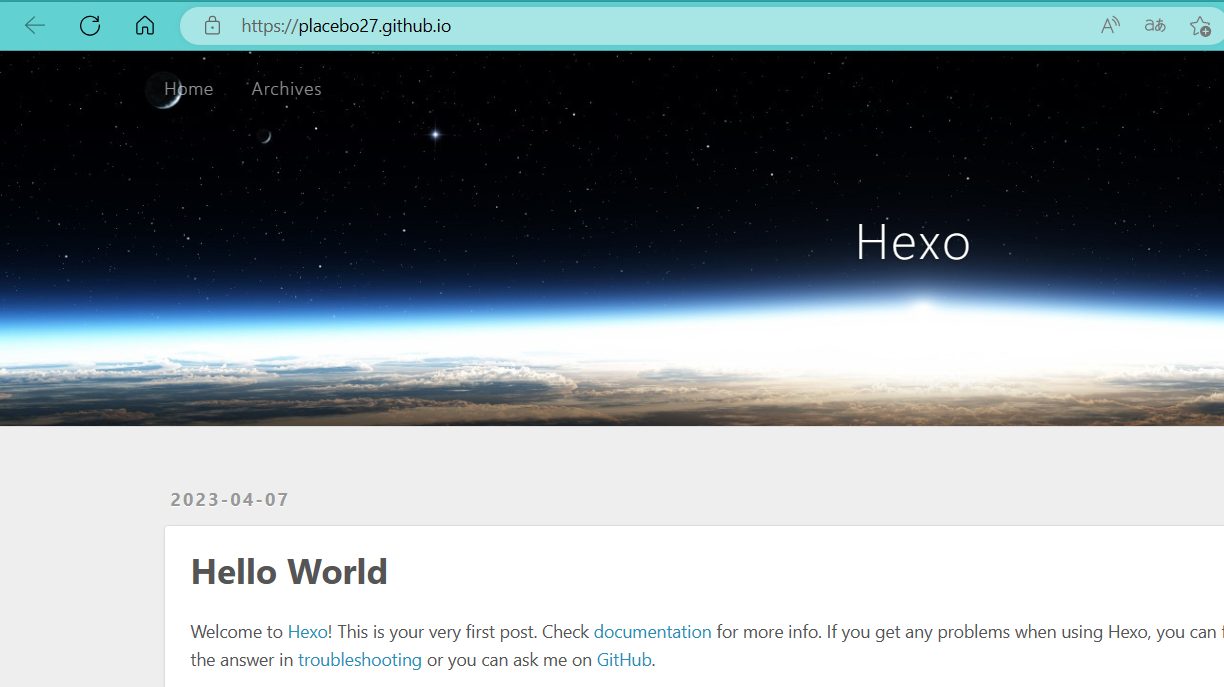 https://placebo27.github.io
Home Archives
Hexo
2023-04-07
Hello World
Welcome to Hexo! This is your very first post. Check documentation for more info. If you get any problems when using Hexo, you can
the answer in troubleshooting or you can ask me on GitHub.